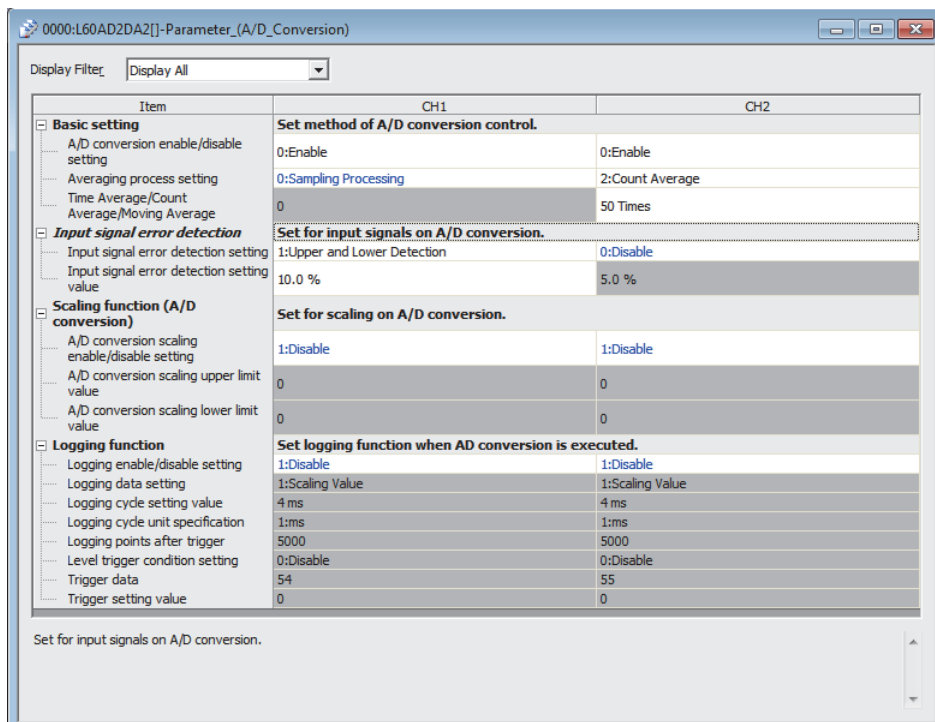 0000:L60AD2DA2[]-Parameter_(A/D_Conversion)
Display Filter Display All
Item CH1 CH2
Basic setting Set method of A/D conversion control.
A/D conversion enable/disable
setting 0:Enable 0:Enable
Averaging process setting 0:Sampling Processing 2:Count Average
Time Average/Count
Average/Moving Average 0 50 Times
Input signal error detection Set for input signals on A/D conversion.
Input signal error detection setting 1:Upper and Lower Detection 0:Disable
Input signal error detection setting
value 10.0 % 5.0 %
Scaling function (A/D
conversion) Set for scaling on A/D conversion.
A/D conversion scaling
enable/disable setting 1:Disable 1:Disable
A/D conversion scaling upper limit
value 0 0
A/D conversion scaling lower limit
value 0 0
Logging function Set logging function when AD conversion is executed.
Logging enable/disable setting 1:Disable 1:Disable
Logging data setting 1:Scaling Value 1:Scaling Value
Logging cycle setting value 4 ms 4 ms
Logging cycle unit specification 1:ms 1:ms
Logging points after trigger 5000 5000
Level trigger condition setting 0:Disable 0:Disable
Trigger data 54 55
Trigger setting value 0 0
Set for input signals on A/D conversion.